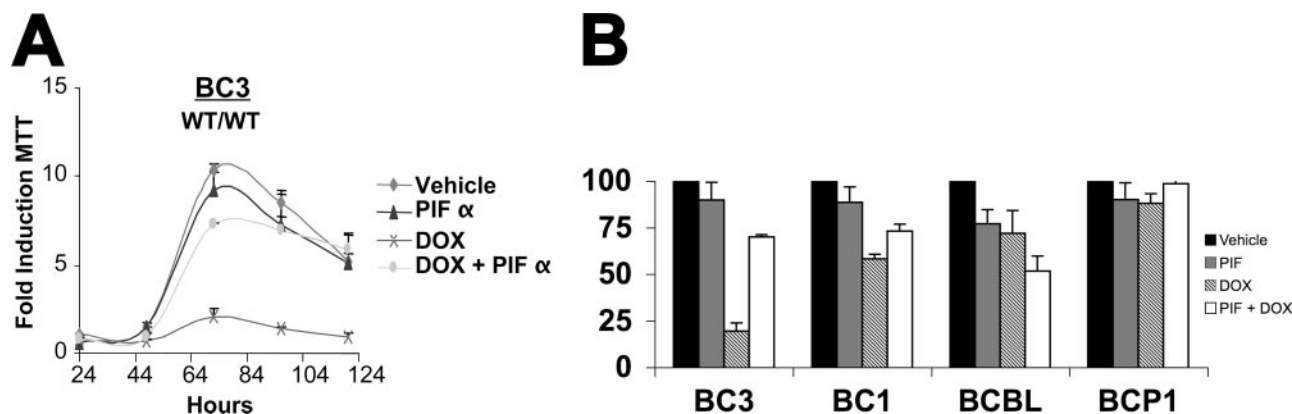 A
BC3
WT/WT
Fold Induction MTT
15
10
5
0
24 44 64 84 104 124
Hours
Vehicle
PIF α
DOX
DOX + PIF α
B
100
75
50
25
0
BC3 BC1 BCBL BCP1
Vehicle
PIF
DOX
PIF + DOX